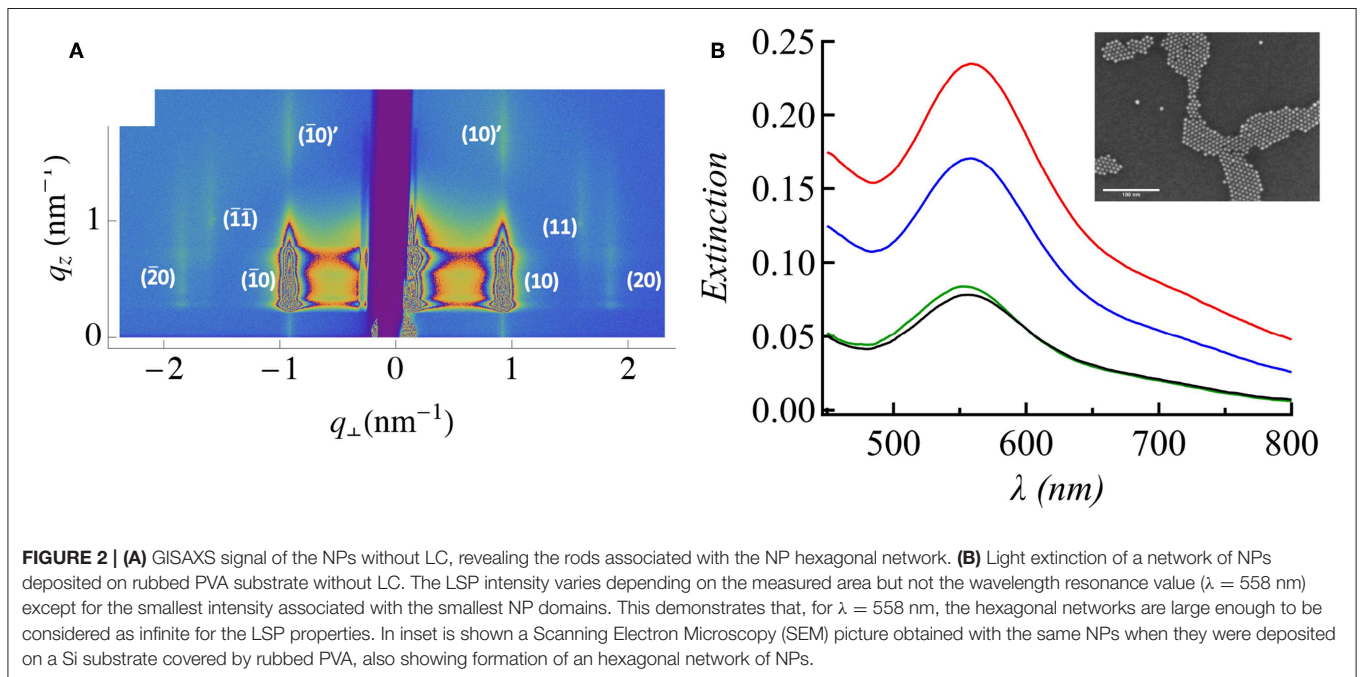 A
B
(1̄0)'
(10)'
(1̄1̄)
(11)
(2̄0)
(1̄0)
(10)
(20)
1
0
q_z (nm⁻¹)
−2
−1
0
1
2
q⊥(nm⁻¹)
0.25
0.20
0.15
0.10
0.05
0.00
Extinction
500
600
700
800
λ (nm)
100 nm
FIGURE 2 | (A) GISAXS signal of the NPs without LC, revealing the rods associated with the NP hexagonal network. (B) Light extinction of a network of NPs
deposited on rubbed PVA substrate without LC. The LSP intensity varies depending on the measured area but not the wavelength resonance value (λ = 558 nm)
except for the smallest intensity associated with the smallest NP domains. This demonstrates that, for λ = 558 nm, the hexagonal networks are large enough to be
considered as infinite for the LSP properties. In inset is shown a Scanning Electron Microscopy (SEM) picture obtained with the same NPs when they were deposited
on a Si substrate covered by rubbed PVA, also showing formation of an hexagonal network of NPs.